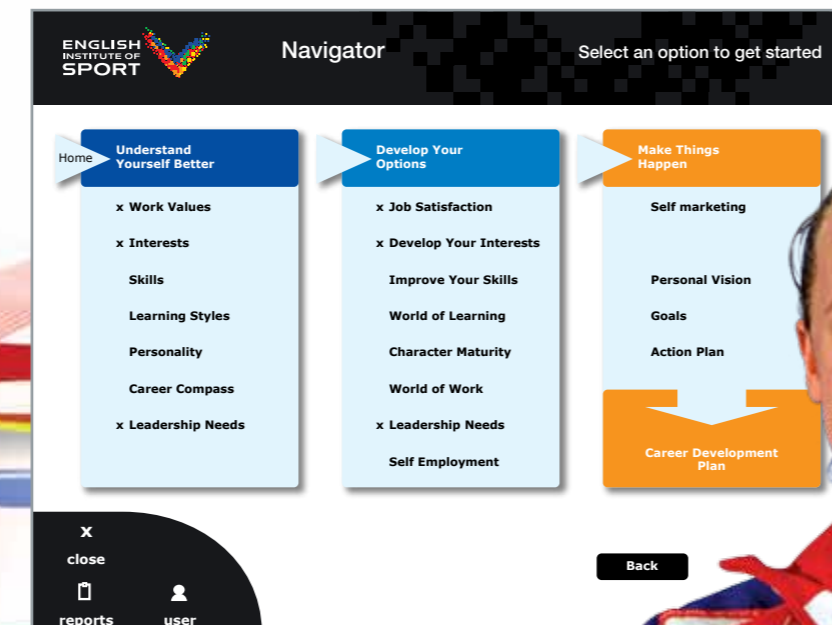 ENGLISH
INSTITUTE OF
SPORT
Navigator
Select an option to get started
Home
Understand
Yourself Better
x Work Values
x Interests
Skills
Learning Styles
Personality
Career Compass
x Leadership Needs
Develop Your
Options
x Job Satisfaction
x Develop Your Interests
Improve Your Skills
World of Learning
Character Maturity
World of Work
x Leadership Needs
Self Employment
Make Things
Happen
Self marketing
Personal Vision
Goals
Action Plan
Career Development
Plan
x
close
reports
user
Back